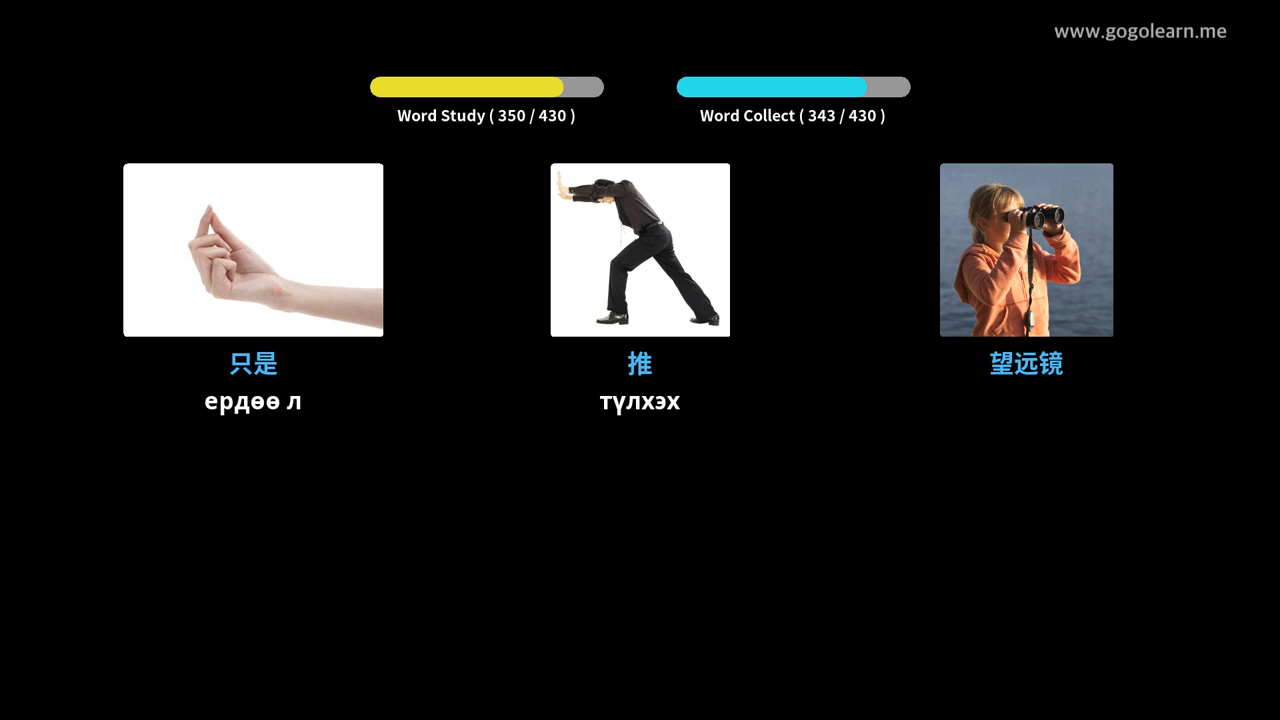 www.gogolearn.me
Word Study ( 350 / 430 )
Word Collect ( 343 / 430 )
只是
推
望远镜
ердөө л
түлхэх